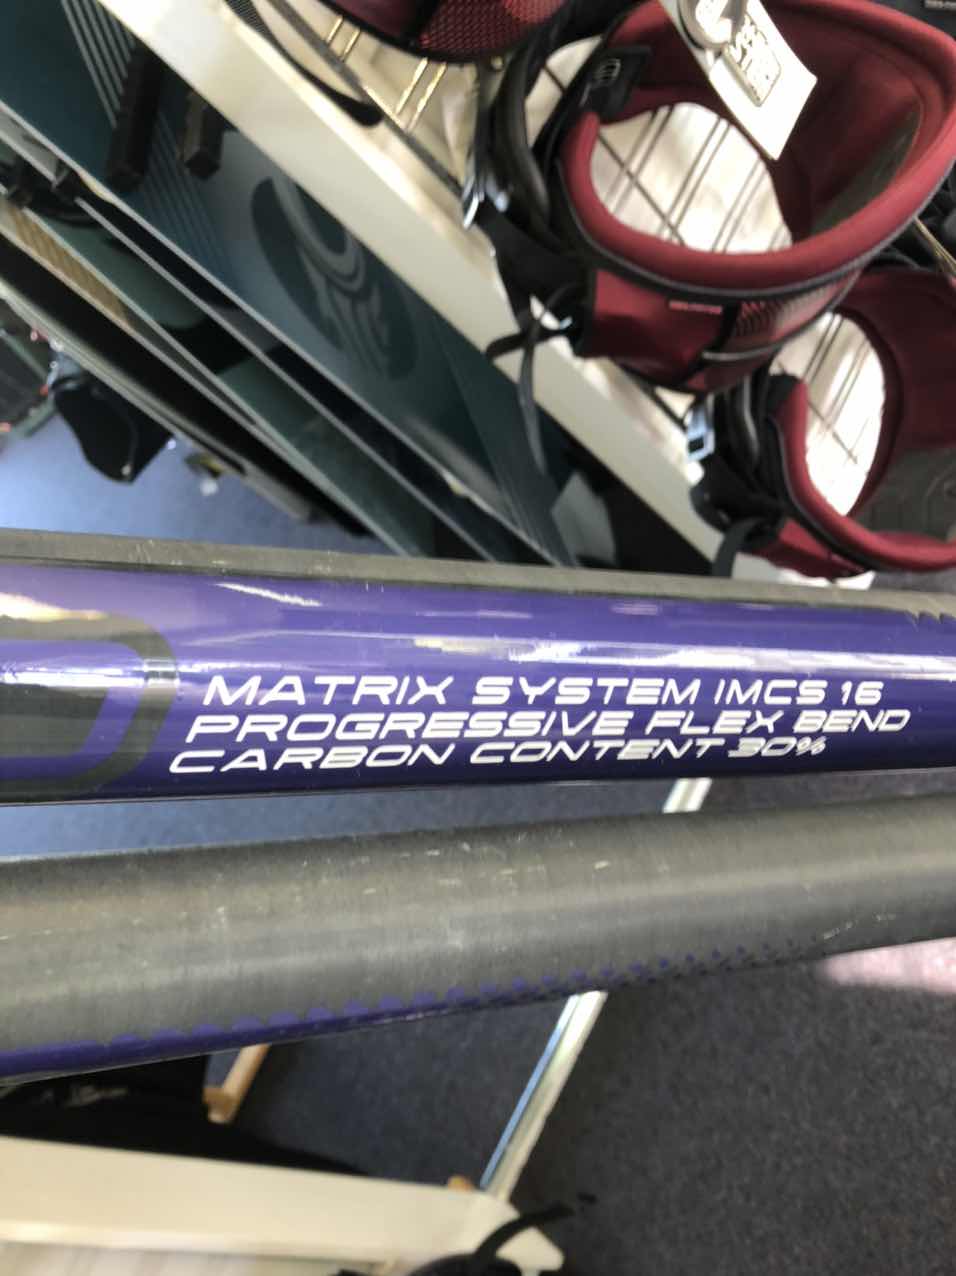 MATRIX SYSTEM IMCS 16
PROGRESSIVE FLEX BEND
CARBON CONTENT 30%